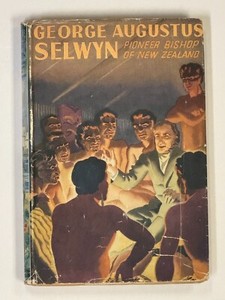 GEORGE AUGUSTUS
SELWYN PIONEER BISHOP
OF NEW ZEALAND